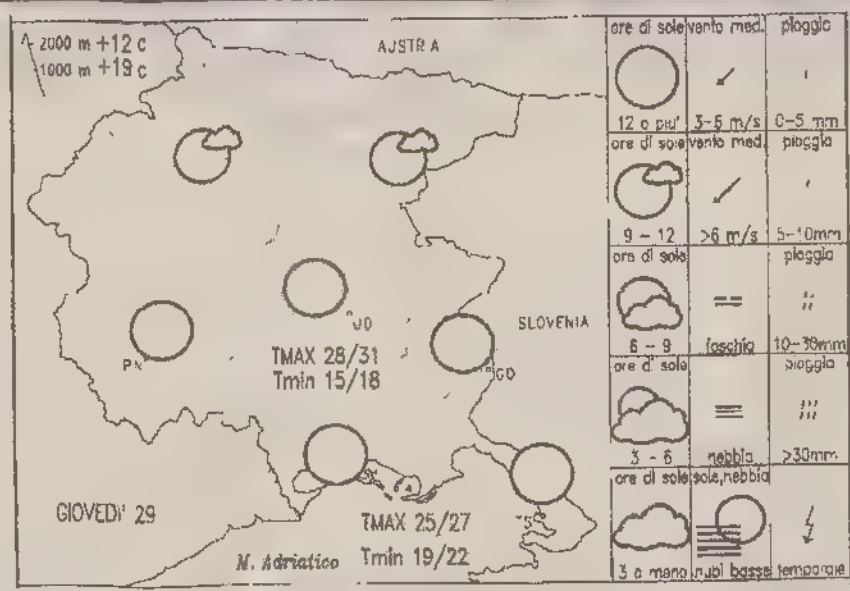 2000 m +12 c
1000 m +19 c
AUSTRIA
SLOVENIA
UD
PN
GO
TMAX 28/31
Tmin 15/18
GIOVEDI' 29
TS
TMAX 25/27
M. Adriatico
Tmin 19/22
ore di sole vento med. pioggia
12 o piu' 3-6 m/s 0-5 mm
ore di sole vento med. pioggia
9 - 12 >6 m/s 5-10mm
ore di sole pioggia
6 - 9 foschia 10-30mm
ore di sole pioggia
3 - 6 nebbia >30mm
ore di sole sole,nebbia
3 o meno nubi basse temporale